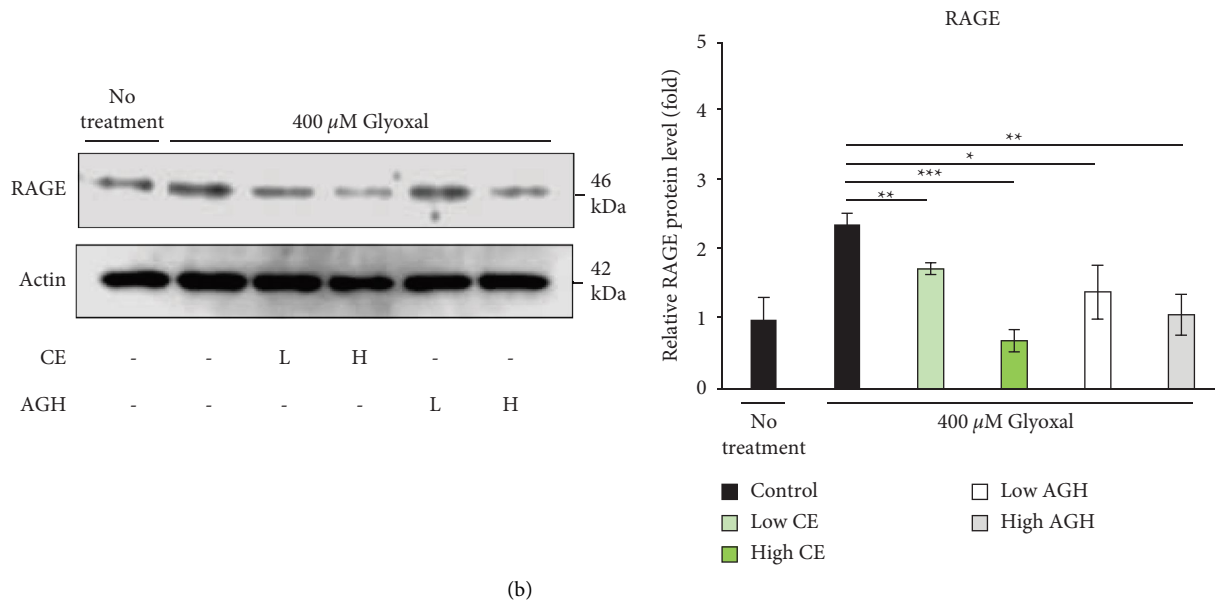 No
treatment
400 μM Glyoxal
RAGE
46
kDa
Actin
42
kDa
CE - - L H - -
AGH - - - - L H
RAGE
Relative RAGE protein level (fold)
5
4
3
2
1
0
**
*
***
**
No
treatment
400 μM Glyoxal
Control
Low CE
High CE
Low AGH
High AGH
(b)